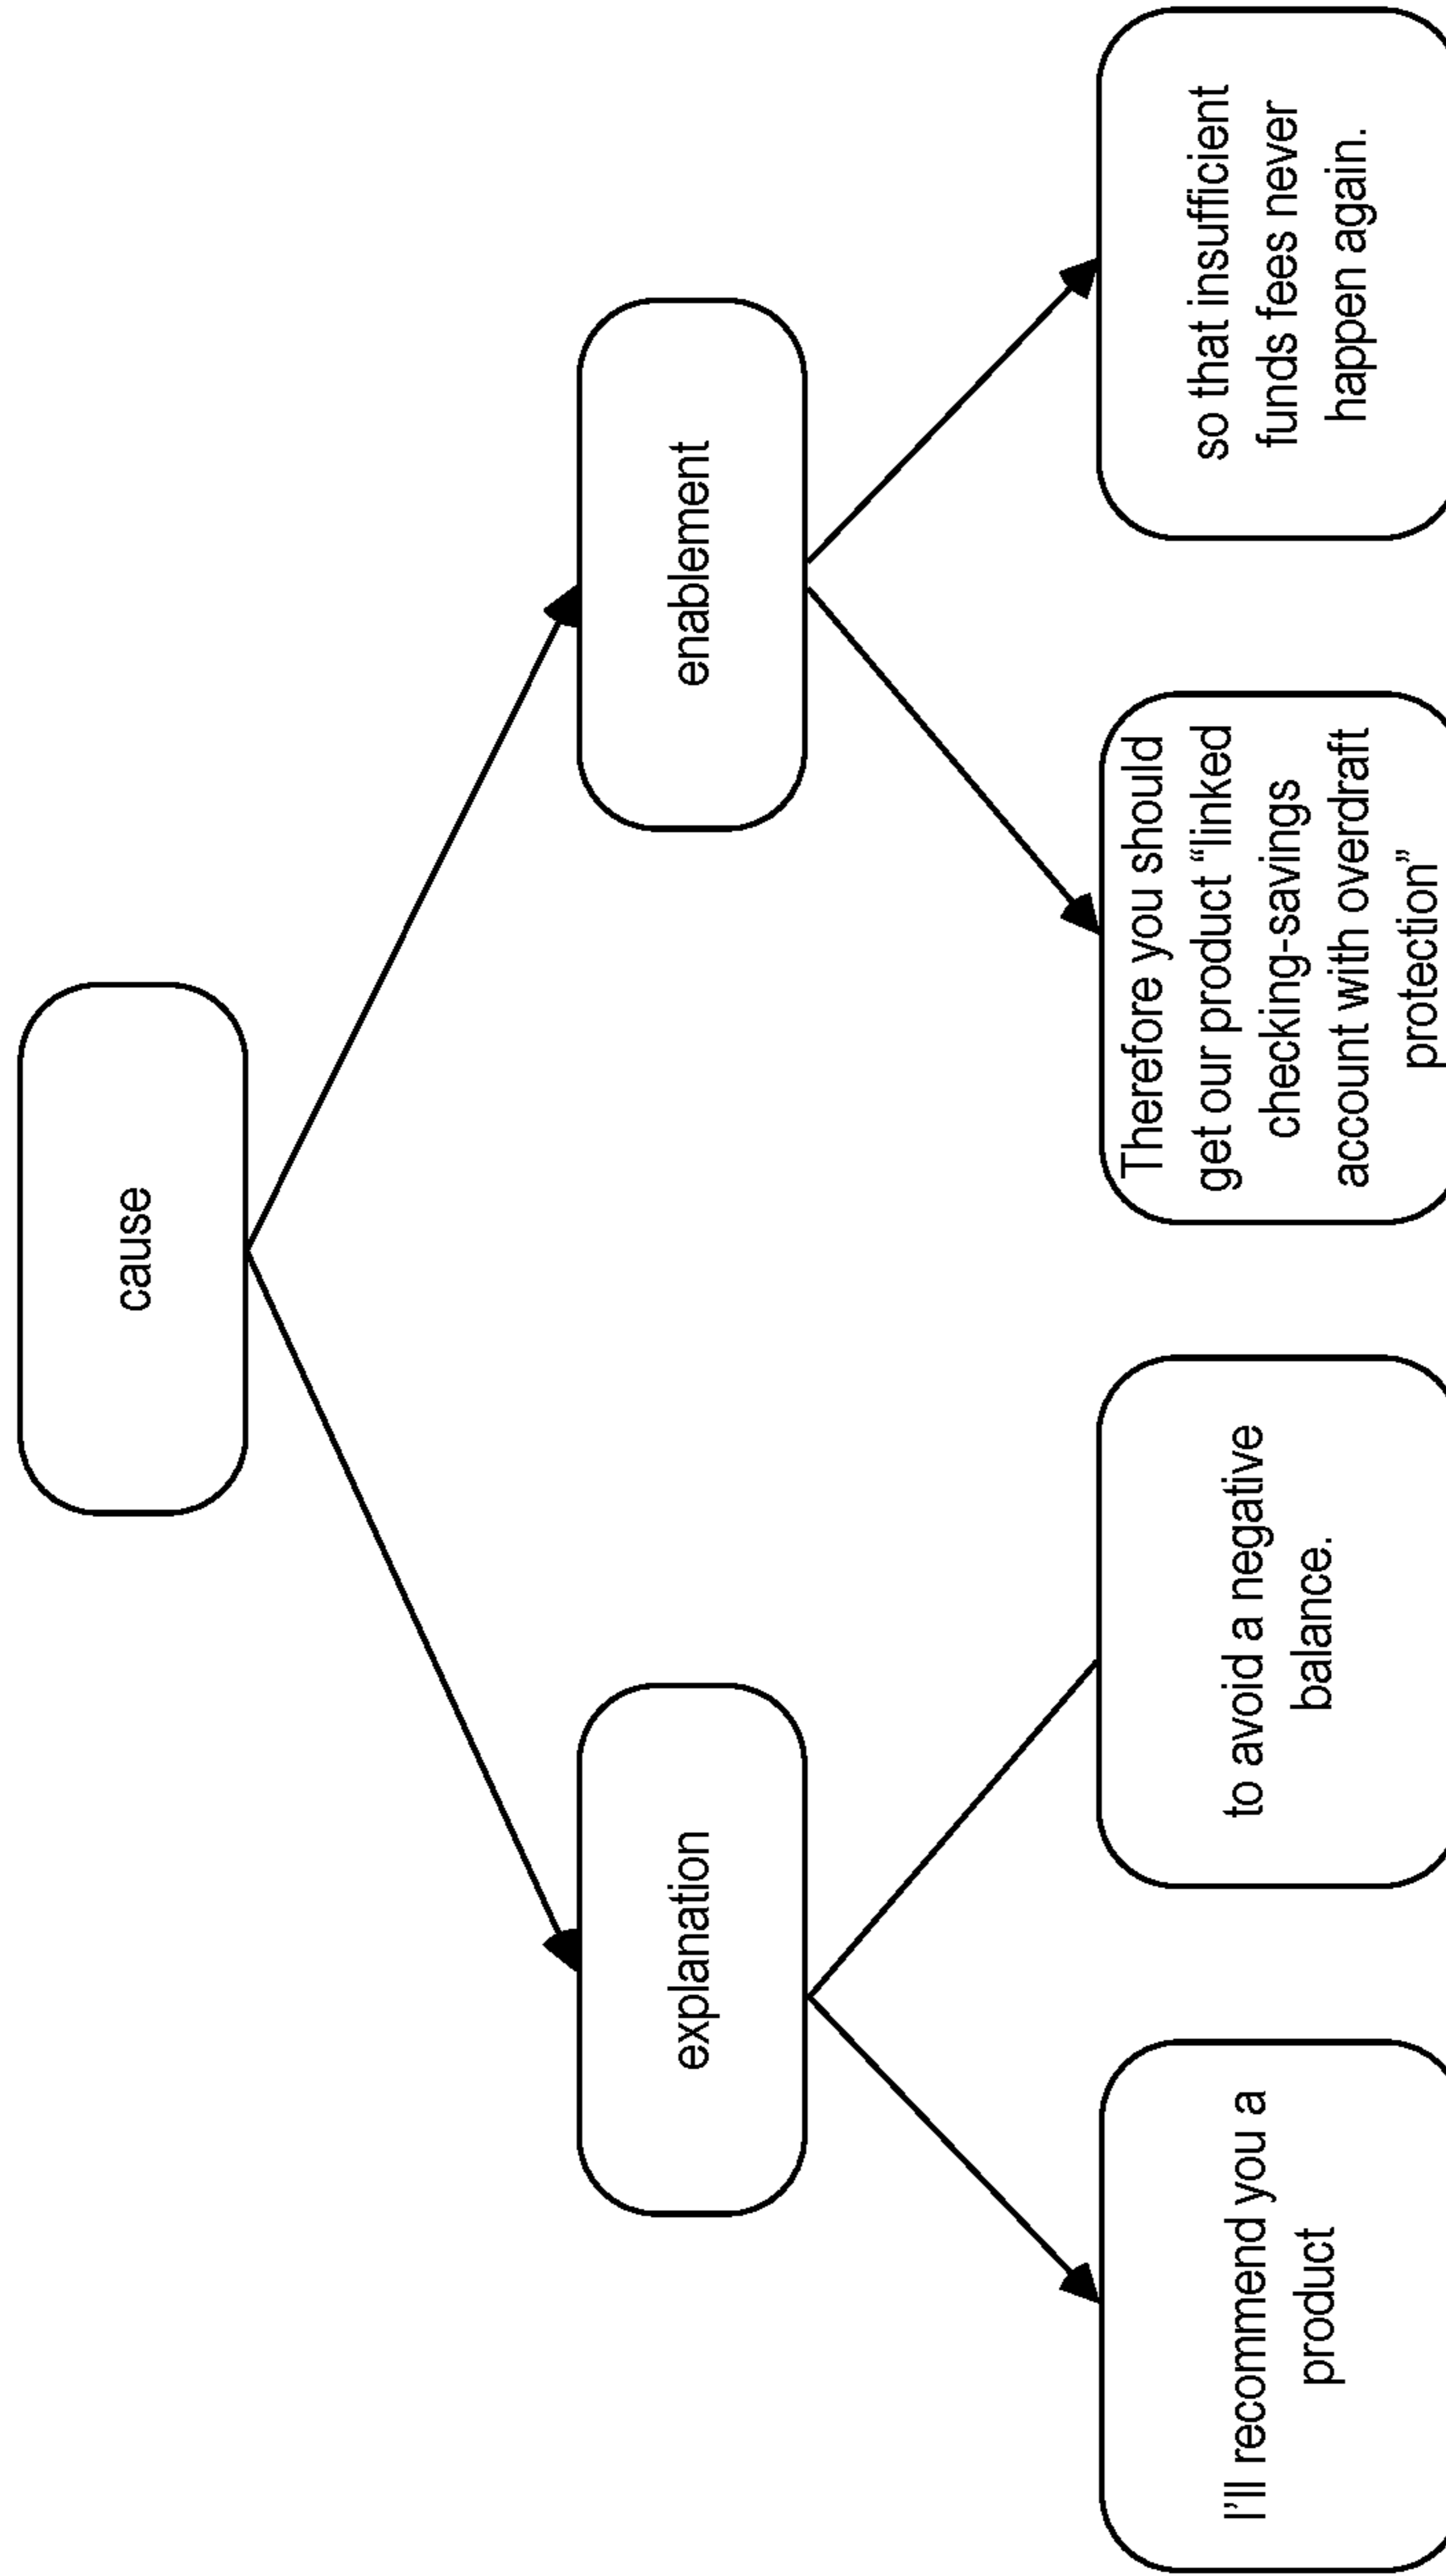 cause
explanation
enablement
I'll recommend you a
product
to avoid a negative
balance.
Therefore you should
get our product “linked
checking-savings
account with overdraft
protection”
so that insufficient
funds fees never
happen again.